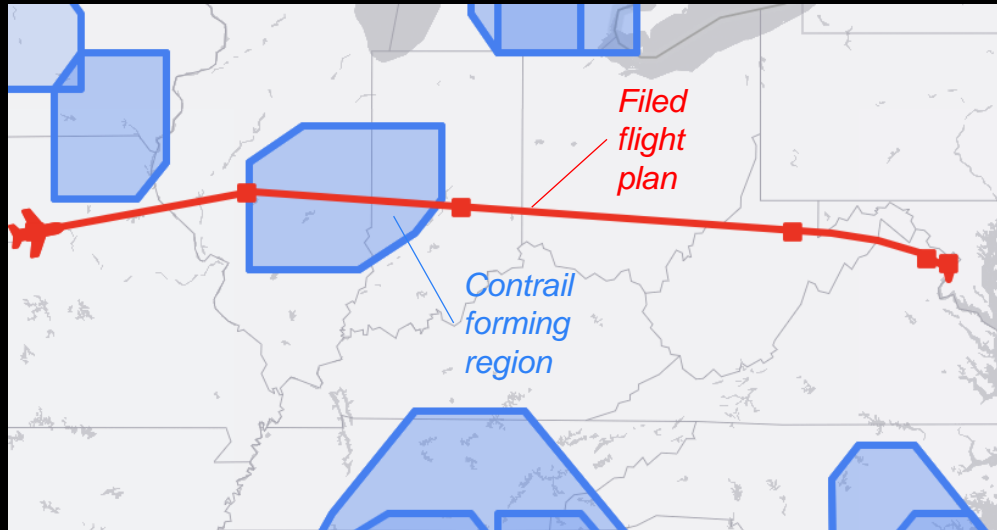 Filed
flight
plan
Contrail
forming
region